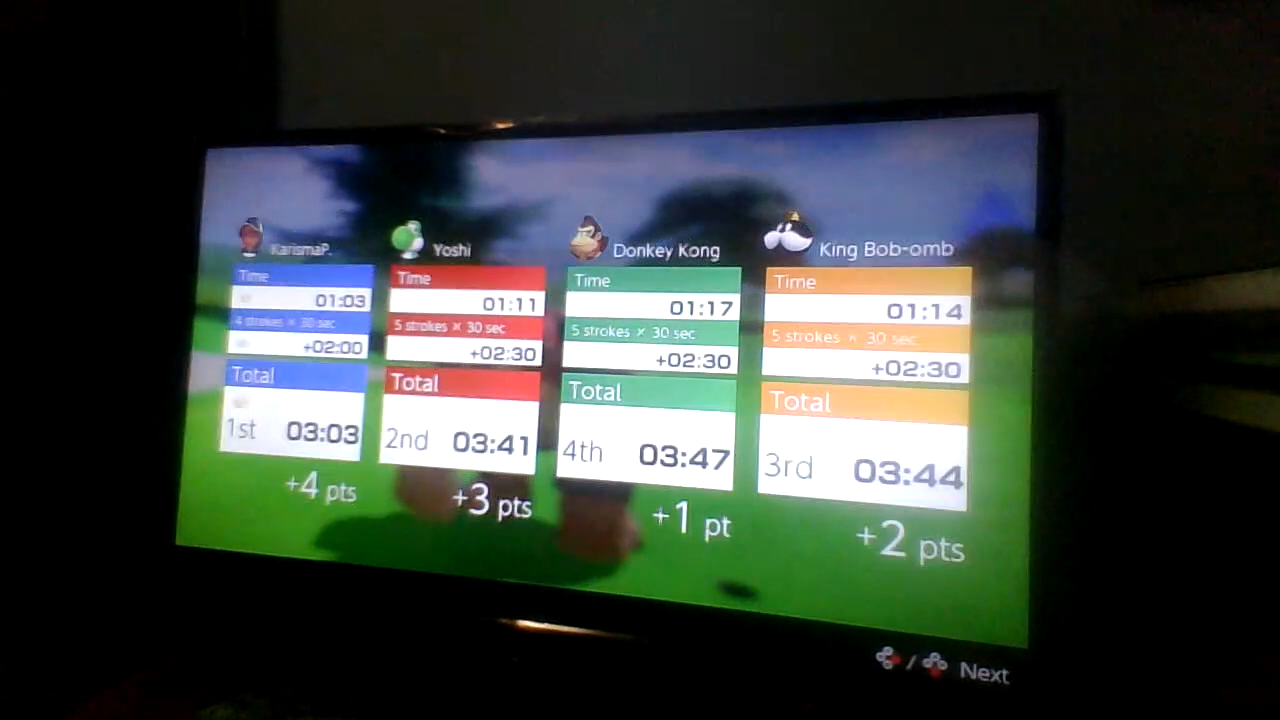 KarismaP.
Time
01:03
4 strokes × 30 sec
+02:00
Total
1st 03:03
+4 pts
Yoshi
Time
01:11
5 strokes × 30 sec
+02:30
Total
2nd 03:41
+3 pts
Donkey Kong
Time
01:17
5 strokes × 30 sec
+02:30
Total
4th 03:47
+1 pt
King Bob-omb
Time
01:14
5 strokes × 30 sec
+02:30
Total
3rd 03:44
+2 pts
/ Next